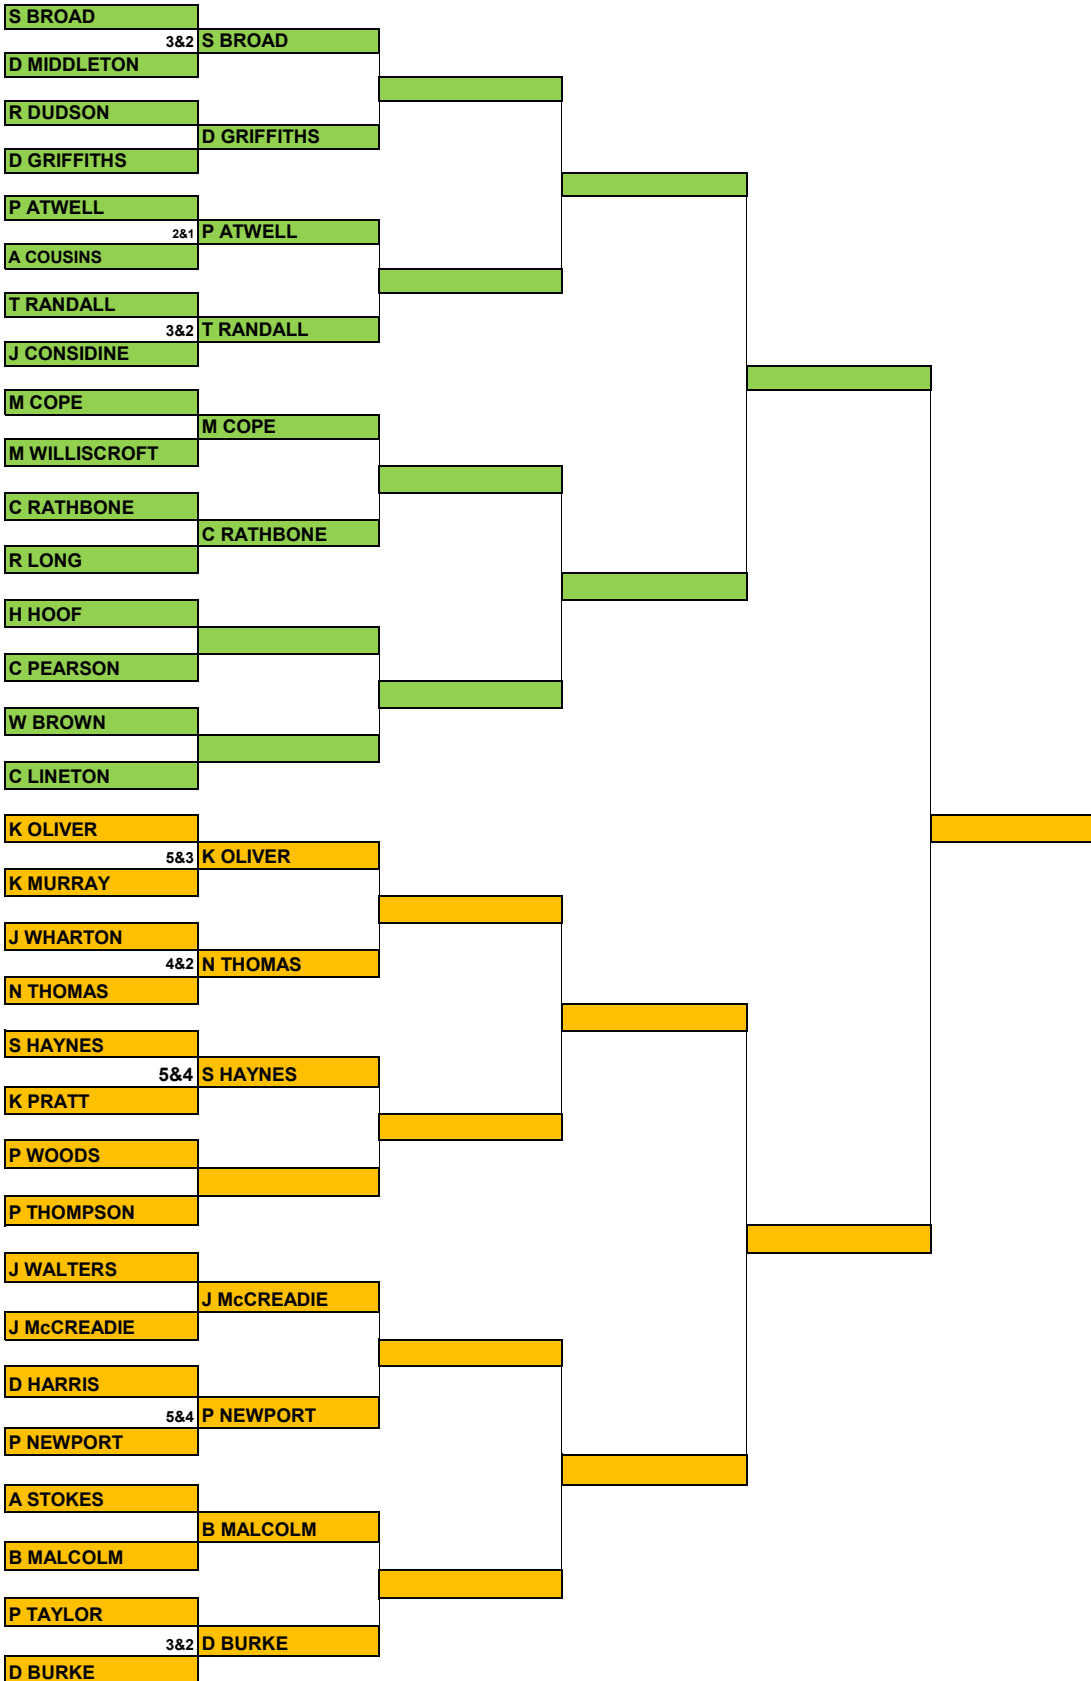 S BROAD
3&2 S BROAD
D MIDDLETON
R DUDSON
D GRIFFITHS
D GRIFFITHS
P ATWELL
2&1 P ATWELL
A COUSINS
T RANDALL
3&2 T RANDALL
J CONSIDINE
M COPE
M COPE
M WILLISCROFT
C RATHBONE
C RATHBONE
R LONG
H HOOF
C PEARSON
W BROWN
C LINETON
K OLIVER
5&3 K OLIVER
K MURRAY
J WHARTON
4&2 N THOMAS
N THOMAS
S HAYNES
5&4 S HAYNES
K PRATT
P WOODS
P THOMPSON
J WALTERS
J McCREADIE
J McCREADIE
D HARRIS
5&4 P NEWPORT
P NEWPORT
A STOKES
B MALCOLM
B MALCOLM
P TAYLOR
3&2 D BURKE
D BURKE